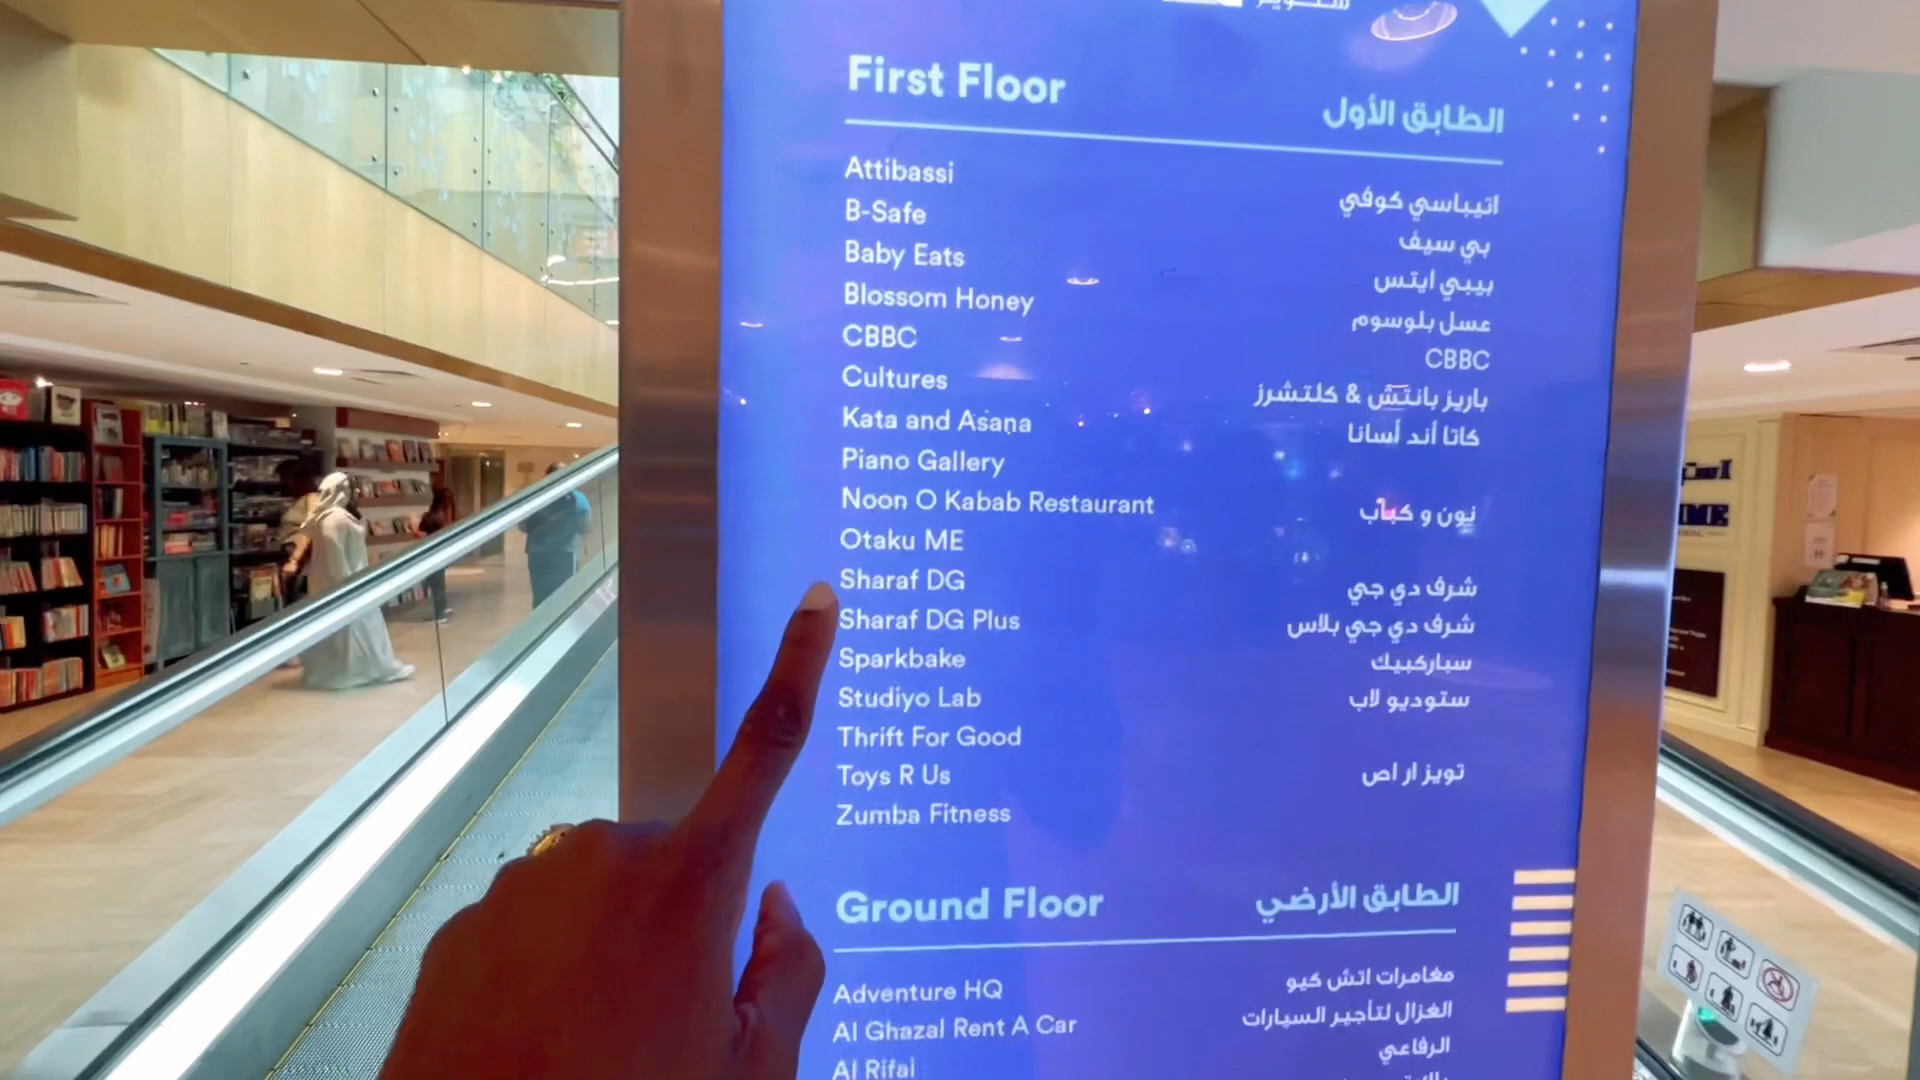 First Floor
الطابق الأول
Attibassi
اتيباسي كوفي
B-Safe
بي سيف
Baby Eats
بيبي ايتس
Blossom Honey
عسل بلوسوم
CBBC
CBBC
Cultures
باريز بانتش & كلتشرز
Kata and Asana
كاتا أند أسانا
Piano Gallery
Noon O Kabab Restaurant
نون و كباب
Otaku ME
Sharaf DG
شرف دي جي
Sharaf DG Plus
شرف دي جي بلاس
Sparkbake
سباركبيك
Studiyo Lab
ستوديو لاب
Thrift For Good
Toys R Us
تويز ار اص
Zumba Fitness
Ground Floor
الطابق الأرضي
Adventure HQ
مغامرات اتش كيو
Al Ghazal Rent A Car
الغزال لتأجير السيارات
Al Rifai
الرفاعي